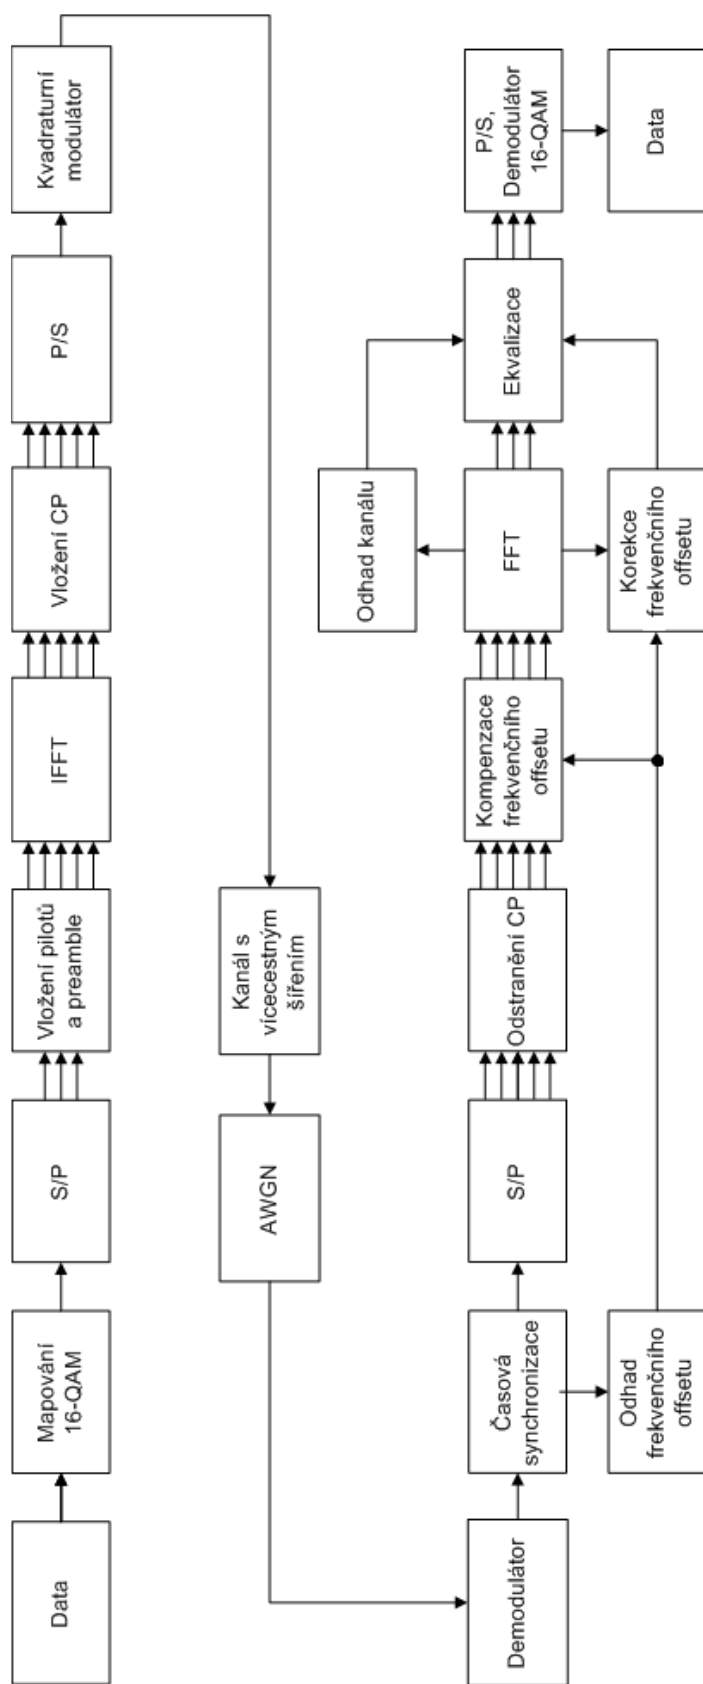 Data
Mapování
16-QAM
S/P
Vložení pilotů
a preamble
IFFT
Vložení CP
P/S
Kvadraturní
modulátor
Kanál s
vícecestným
šířením
AWGN
Demodulátor
Časová
synchronizace
S/P
Odstranění CP
Kompenzace
frekvenčního
offsetu
FFT
Ekvalizace
P/S,
Demodulátor
16-QAM
Data
Odhad kanálu
Odhad
frekvenčního
offsetu
Korekce
frekvenčního
offsetu